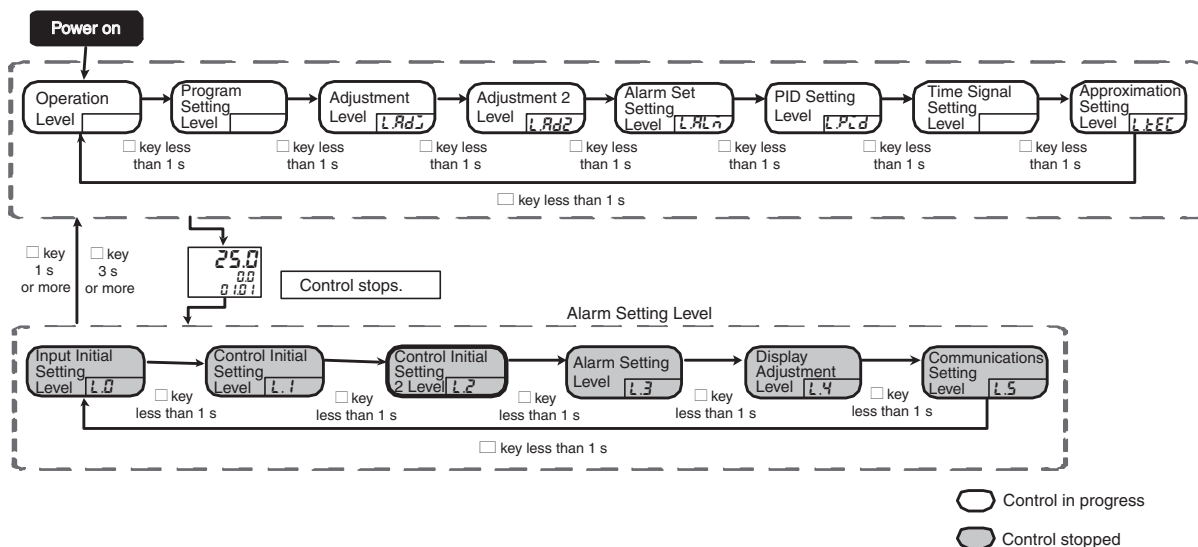 Power on
Operation
Level
Program
Setting
Level
Adjustment
Level L.AdJ
Adjustment 2
Level L.Ad2
Alarm Set
Setting
Level L.ALn
PID Setting
Level L.PLd
Time Signal
Setting
Level
Approximation
Setting
Level L.tEC
□ key less
than 1 s
□ key less
than 1 s
□ key less
than 1 s
□ key less
than 1 s
□ key less
than 1 s
□ key less
than 1 s
□ key less
than 1 s
□ key less than 1 s
□ key
1 s
or more
□ key
3 s
or more
25.0
0.0
01.01
Control stops.
Alarm Setting Level
Input Initial
Setting
Level L.0
Control Initial
Setting
Level L.1
Control Initial
Setting
2 Level L.2
Alarm Setting
Level L.3
Display
Adjustment
Level L.4
Communications
Setting
Level L.5
□ key
less than 1 s
□ key
less than 1 s
□ key
less than 1 s
□ key
less than 1 s
□ key
less than 1 s
□ key less than 1 s
Control in progress
Control stopped